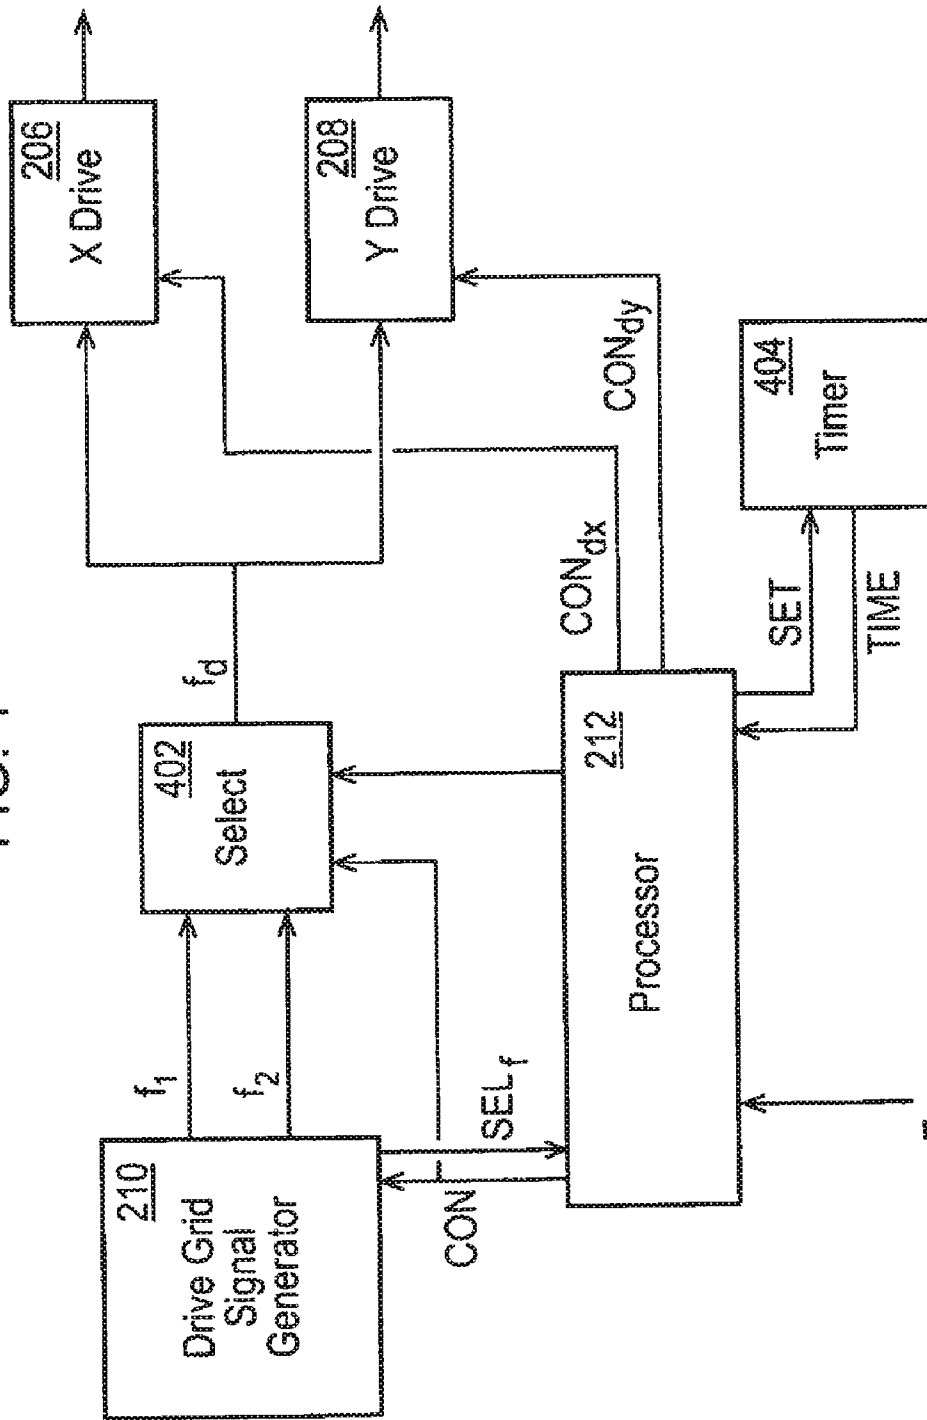 210
Drive Grid
Signal
Generator
f1
f2
402
Select
fd
206
X Drive
208
Y Drive
SELf
CON
212
Processor
CONdx
CONdy
SET
TIME
404
Timer